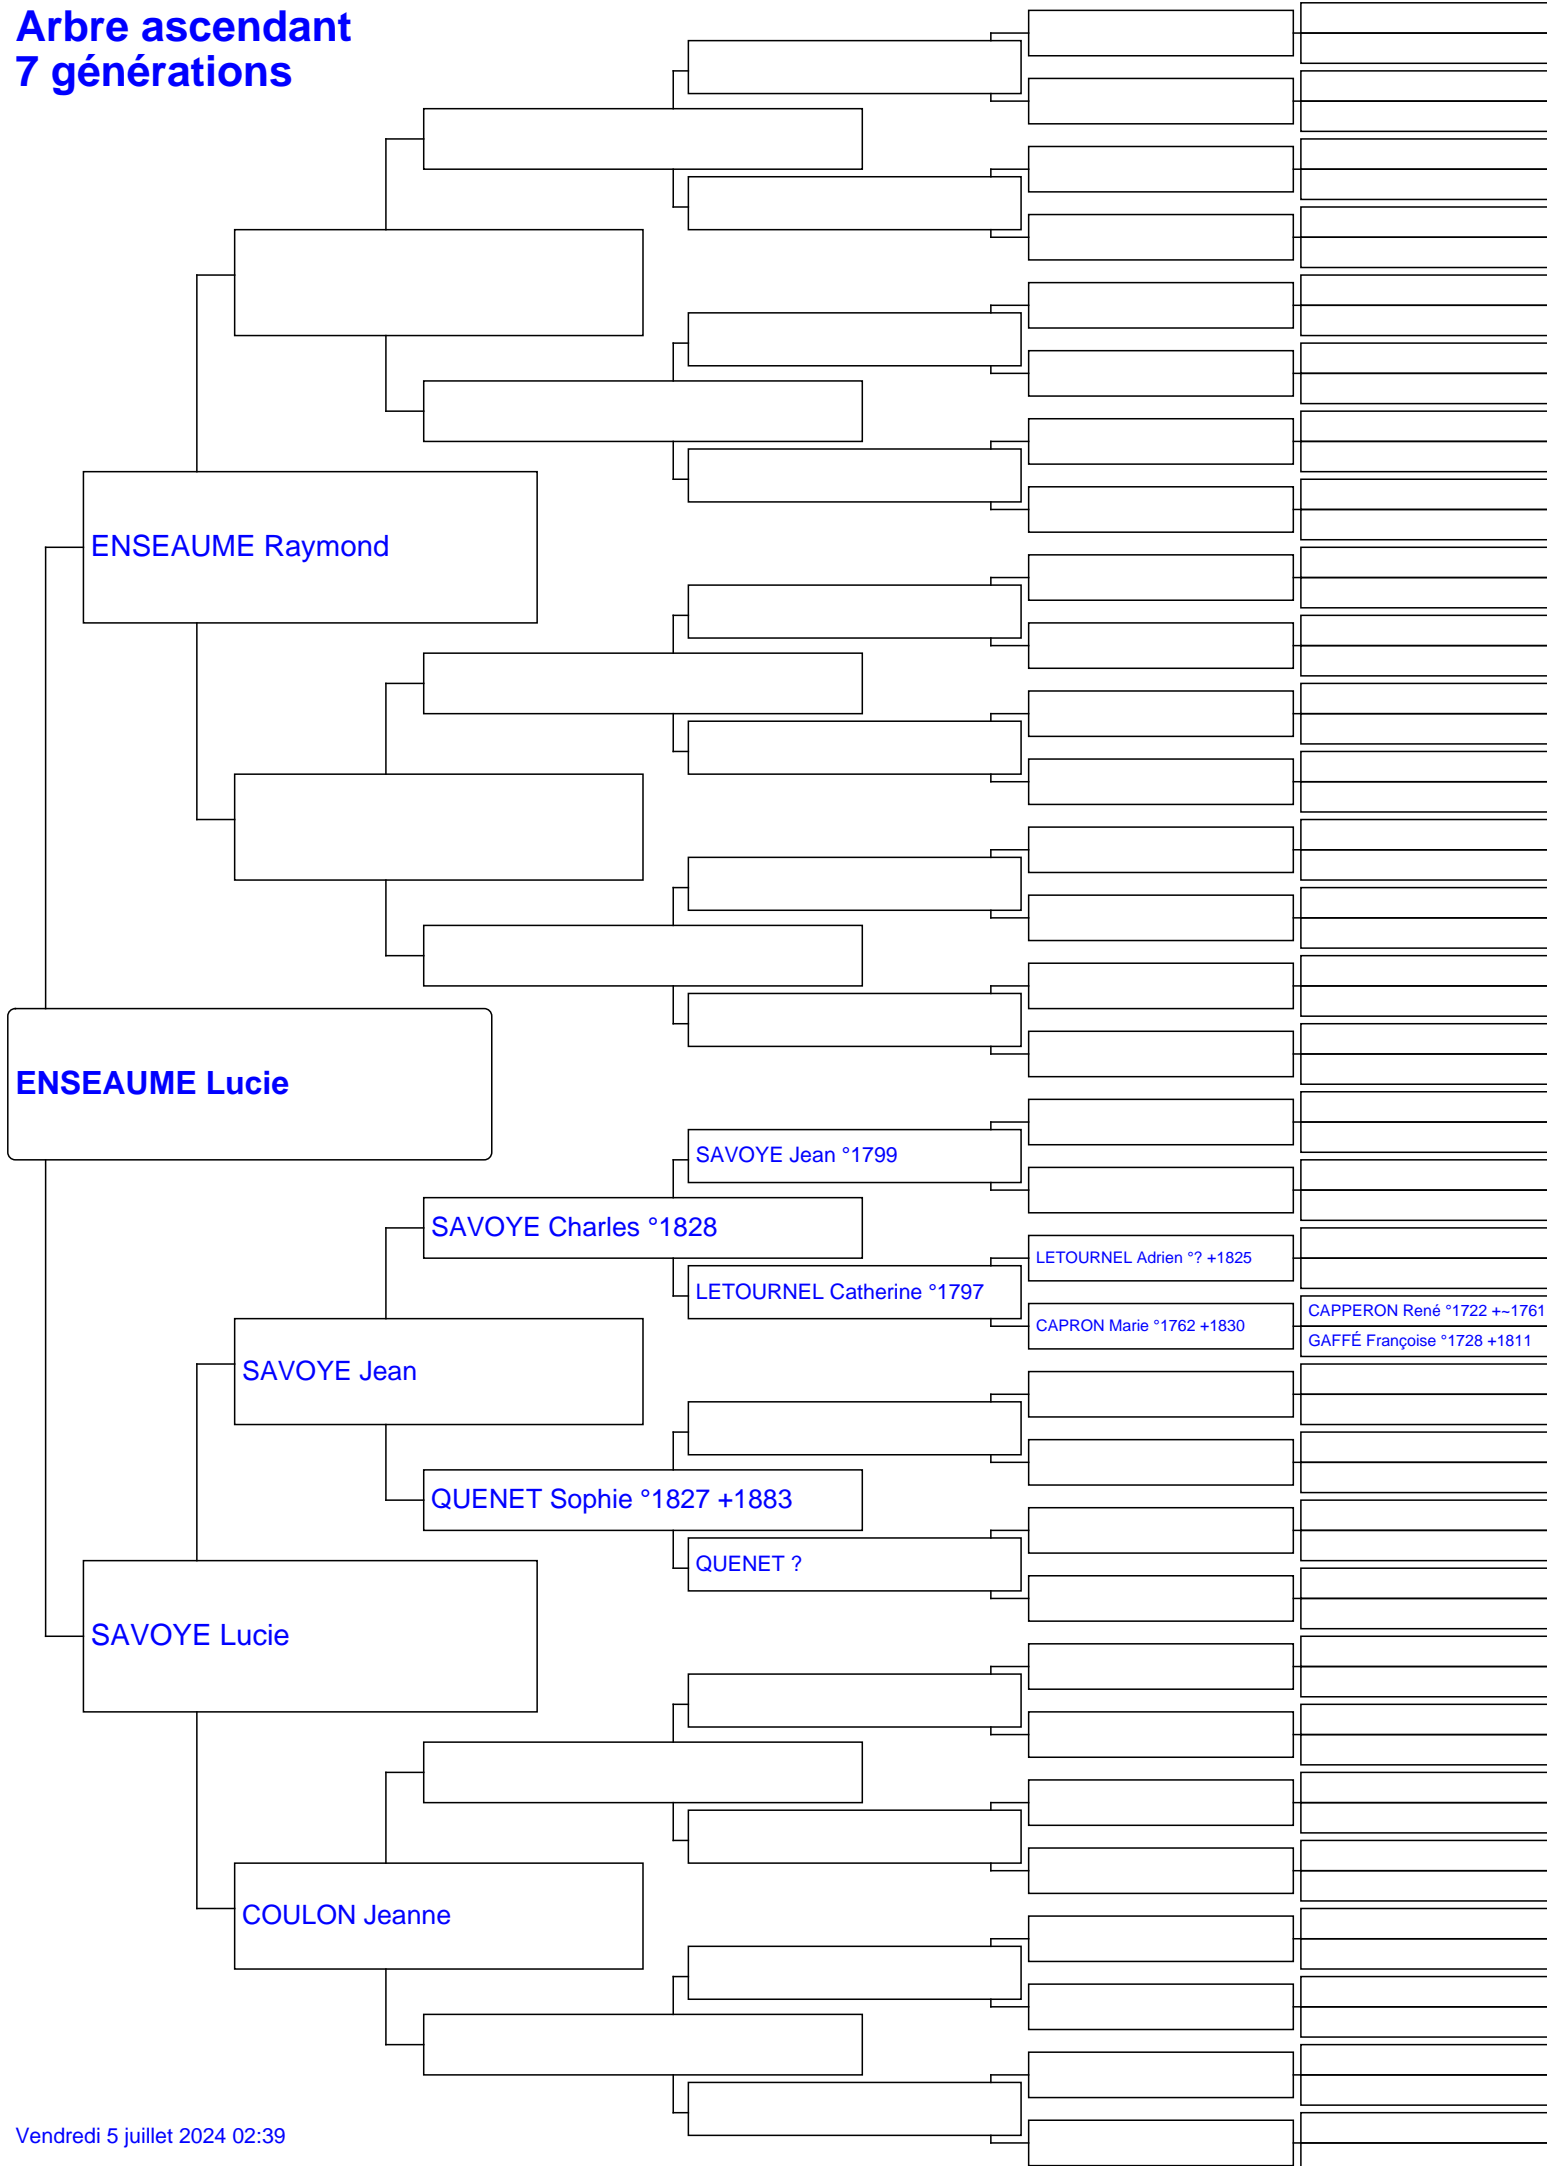 Arbre ascendant
7 générations
ENSEAUME Raymond
ENSEAUME Lucie
SAVOYE Jean °1799
SAVOYE Charles °1828
LETOURNEL Adrien °? +1825
LETOURNEL Catherine °1797
CAPPERON René °1722 +~1761
CAPRON Marie °1762 +1830
GAFFÉ Françoise °1728 +1811
SAVOYE Jean
QUENET Sophie °1827 +1883
QUENET ?
SAVOYE Lucie
COULON Jeanne
Vendredi 5 juillet 2024 02:39